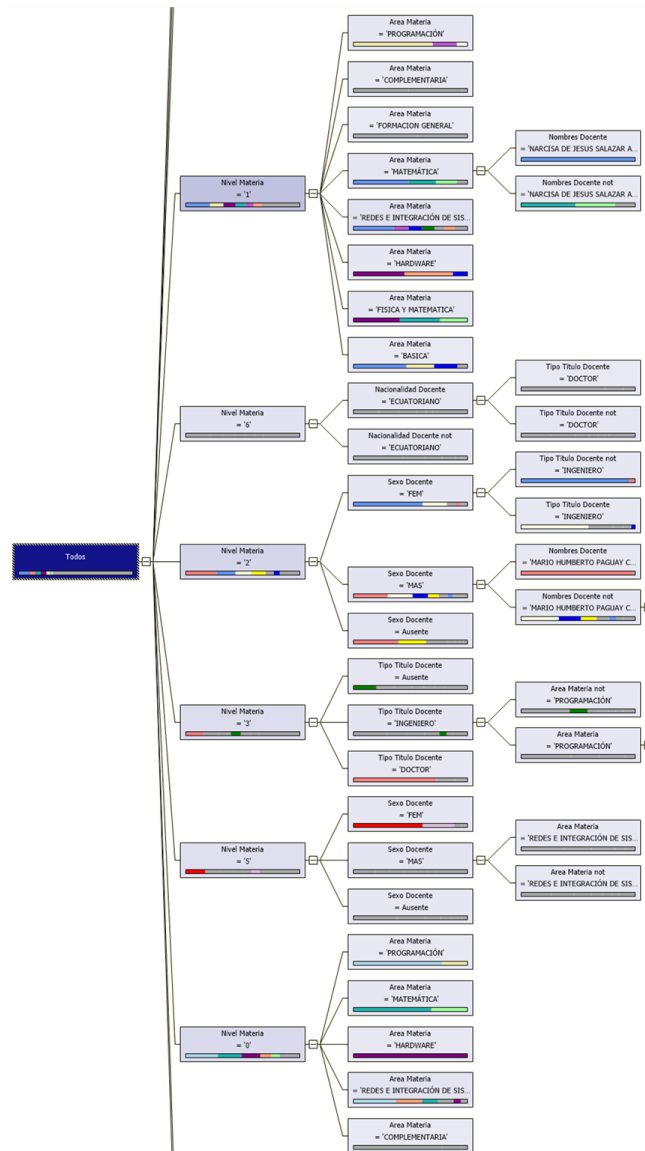 Area Materia
= 'PROGRAMACIÓN'
Area Materia
= 'COMPLEMENTARIA'
Area Materia
= 'FORMACION GENERAL'
Nombres Docente
= 'NARCISA DE JESUS SALAZAR A...
Area Materia
= 'MATEMÁTICA'
Nivel Materia
= '1'
Nombres Docente not
= 'NARCISA DE JESUS SALAZAR A...
Area Materia
= 'REDES E INTEGRACIÓN DE SIS...
Area Materia
= 'HARDWARE'
Area Materia
= 'FISICA Y MATEMATICA'
Area Materia
= 'BASICA'
Tipo Titulo Docente
= 'DOCTOR'
Nacionalidad Docente
= 'ECUATORIANO'
Nivel Materia
= '6'
Tipo Titulo Docente not
= 'DOCTOR'
Nacionalidad Docente not
= 'ECUATORIANO'
Tipo Titulo Docente not
= 'INGENIERO'
Sexo Docente
= 'FEM'
Tipo Titulo Docente
= 'INGENIERO'
Todos
Nivel Materia
= '2'
Nombres Docente
= 'MARIO HUMBERTO PAGUAY C...
Sexo Docente
= 'MAS'
Nombres Docente not
= 'MARIO HUMBERTO PAGUAY C...
Sexo Docente
= Ausente
Tipo Titulo Docente
= Ausente
Area Materia not
= 'PROGRAMACIÓN'
Nivel Materia
= '3'
Tipo Titulo Docente
= 'INGENIERO'
Area Materia
= 'PROGRAMACIÓN'
Tipo Titulo Docente
= 'DOCTOR'
Sexo Docente
= 'FEM'
Area Materia
= 'REDES E INTEGRACIÓN DE SIS...
Nivel Materia
= '5'
Sexo Docente
= 'MAS'
Area Materia not
= 'REDES E INTEGRACIÓN DE SIS...
Sexo Docente
= Ausente
Area Materia
= 'PROGRAMACIÓN'
Area Materia
= 'MATEMÁTICA'
Nivel Materia
= '0'
Area Materia
= 'HARDWARE'
Area Materia
= 'REDES E INTEGRACIÓN DE SIS...
Area Materia
= 'COMPLEMENTARIA'